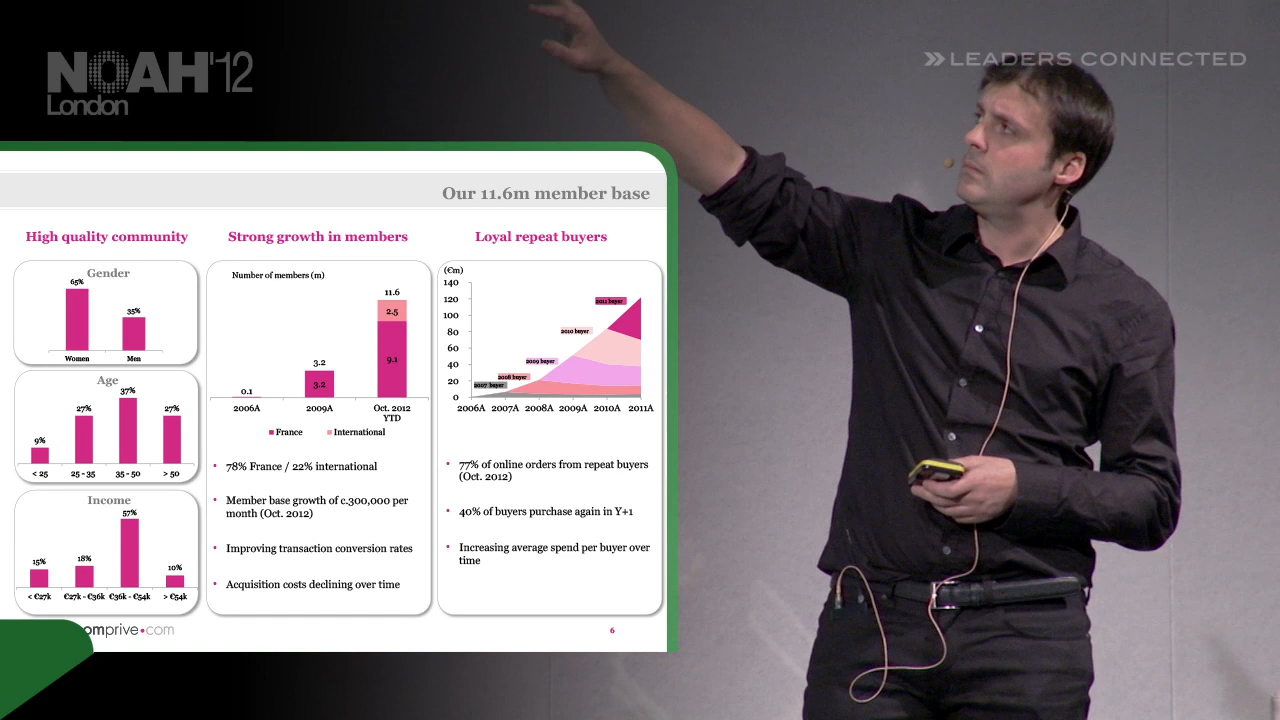 NOAH'12
London
LEADERS CONNECTED
Our 11.6m member base
High quality community
Gender
65%
35%
Women Men
Age
9%
27%
37%
27%
< 25 25 - 35 35 - 50 > 50
Income
15%
18%
57%
10%
< €27k €27k - €36k €36k - €54k > €54k
Strong growth in members
Number of members (m)
0.1
3.2
3.2
11.6
2.5
9.1
2006A 2009A Oct. 2012
YTD
France International
• 78% France / 22% international
• Member base growth of c.300,000 per
month (Oct. 2012)
• Improving transaction conversion rates
• Acquisition costs declining over time
Loyal repeat buyers
(€m)
140
120
100
80
60
40
20
0
2007 buyer
2008 buyer
2009 buyer
2010 buyer
2011 buyer
2006A 2007A 2008A 2009A 2010A 2011A
• 77% of online orders from repeat buyers
(Oct. 2012)
• 40% of buyers purchase again in Y+1
• Increasing average spend per buyer over
time
omprive•com
6